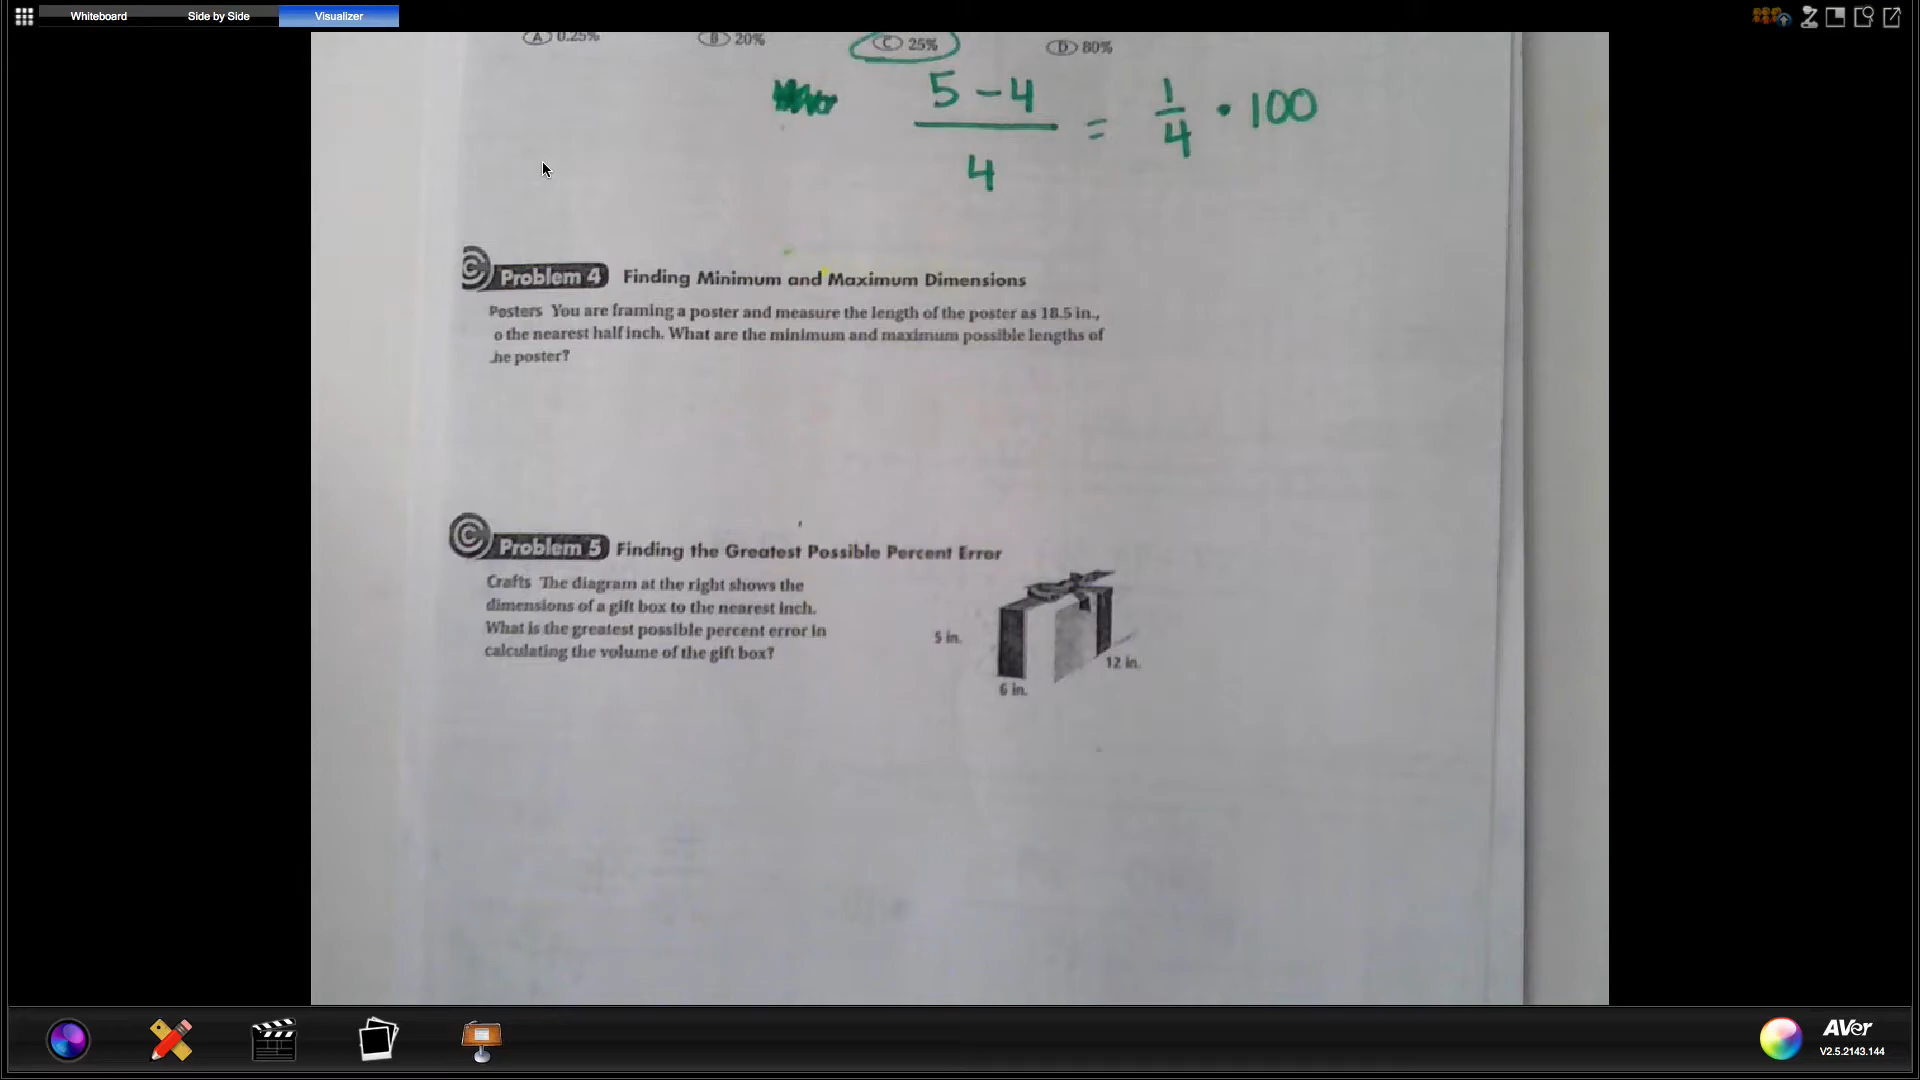 Whiteboard
Side by Side
Visualizer
A 0.25%
B 20%
C 25%
D 80%
5 - 4
4
= 1/4 · 100
Problem 4 Finding Minimum and Maximum Dimensions
Posters You are framing a poster and measure the length of the poster as 18.5 in.,
o the nearest half inch. What are the minimum and maximum possible lengths of
he poster?
Problem 5 Finding the Greatest Possible Percent Error
Crafts The diagram at the right shows the
dimensions of a gift box to the nearest inch.
What is the greatest possible percent error in
calculating the volume of the gift box?
5 in.
12 in.
6 in.
AVer
V2.5.2143.144